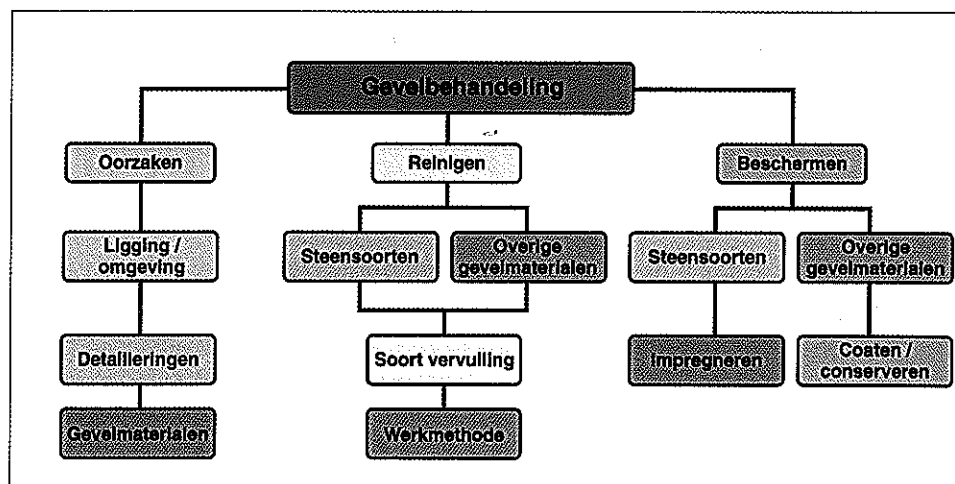 Gevelbehandeling
Oorzaken
Reinigen
Beschermen
Ligging /
omgeving
Steensoorten
Overige
gevelmaterialen
Steensoorten
Overige
gevelmaterialen
Detailleringen
Soort vervuiling
Impregneren
Coaten /
conserveren
Gevelmaterialen
Werkmethode